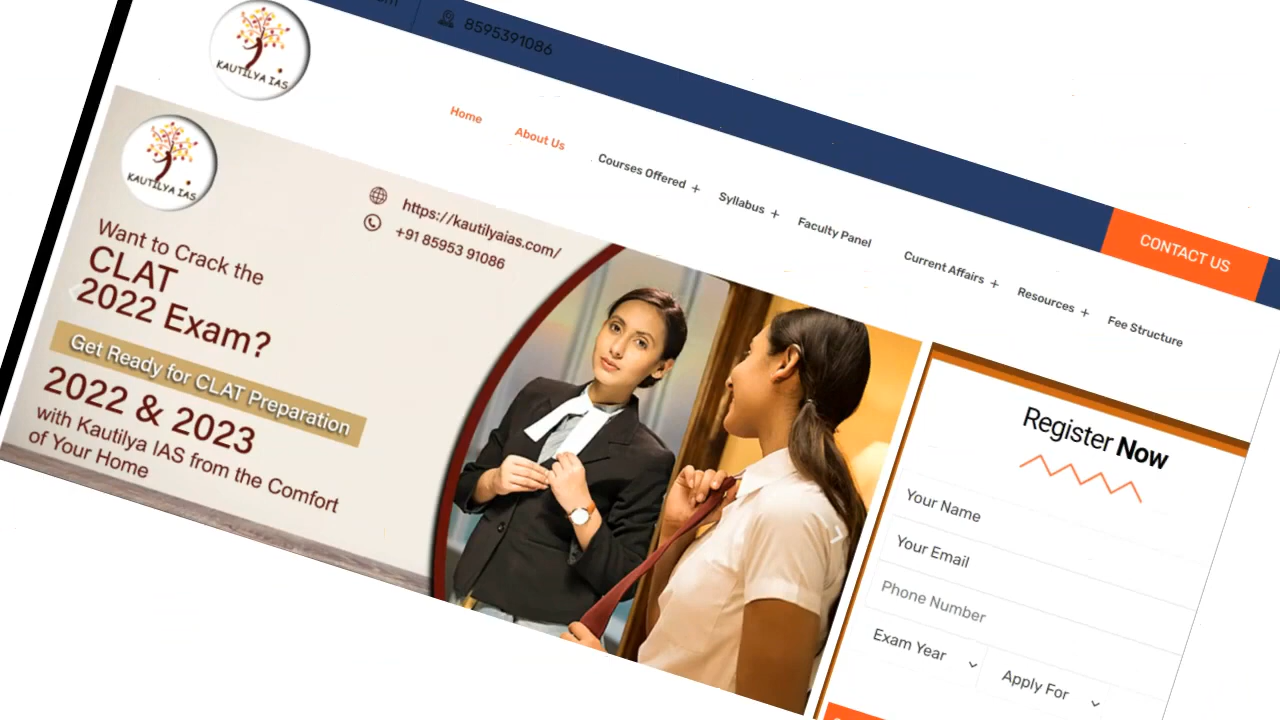 8595391086
KAUTILYA IAS
Home
About Us
Courses Offered +
Syllabus +
Faculty Panel
Current Affairs +
Resources +
Fee Structure
CONTACT US
KAUTILYA IAS
https://kautilyaias.com/
+91 85953 91086
Want to Crack the
CLAT
2022 Exam?
Get Ready for CLAT Preparation
2022 & 2023
with Kautilya IAS from the Comfort
of Your Home
Register Now
Your Name
Your Email
Phone Number
Exam Year
Apply For